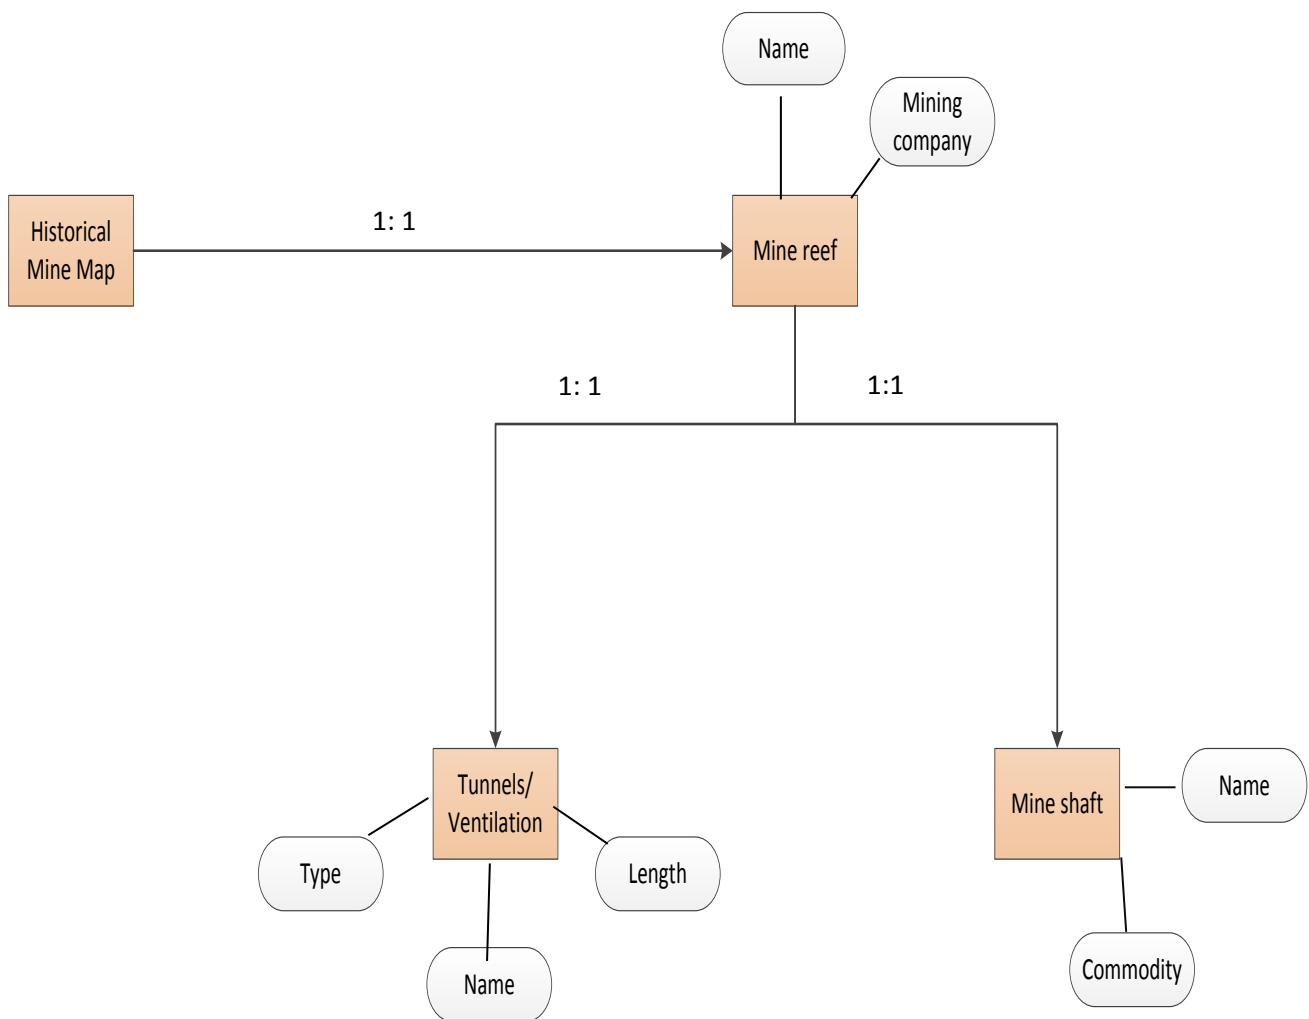 Name
Mining
company
Historical
Mine Map
1: 1
Mine reef
1: 1
1:1
Tunnels/
Ventilation
Mine shaft
Name
Type
Length
Name
Commodity